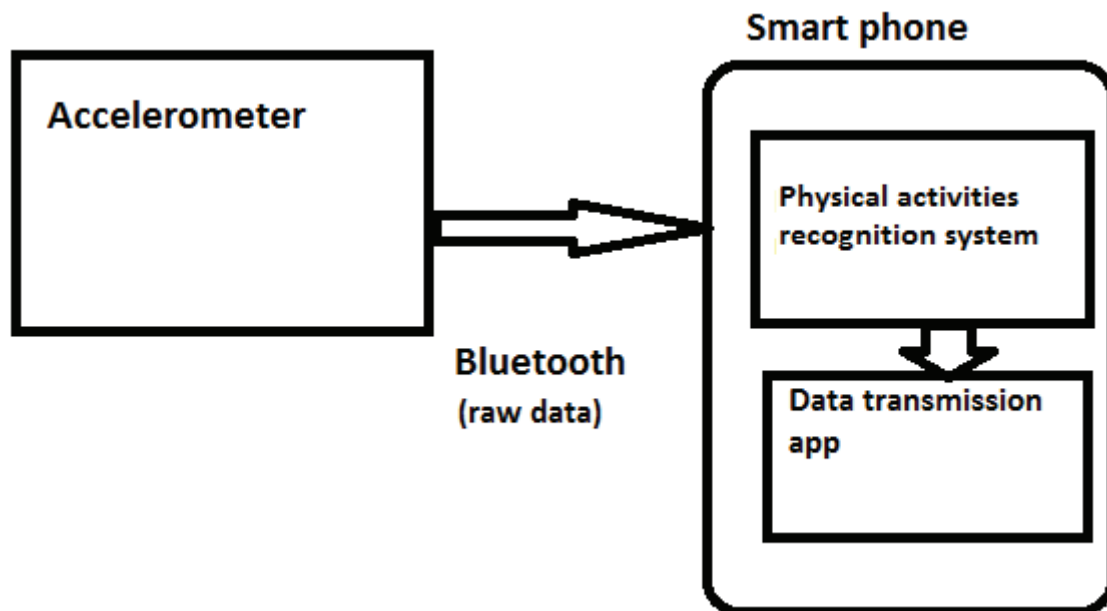 Smart phone
Accelerometer
Physical activities
recognition system
Bluetooth
(raw data)
Data transmission
app